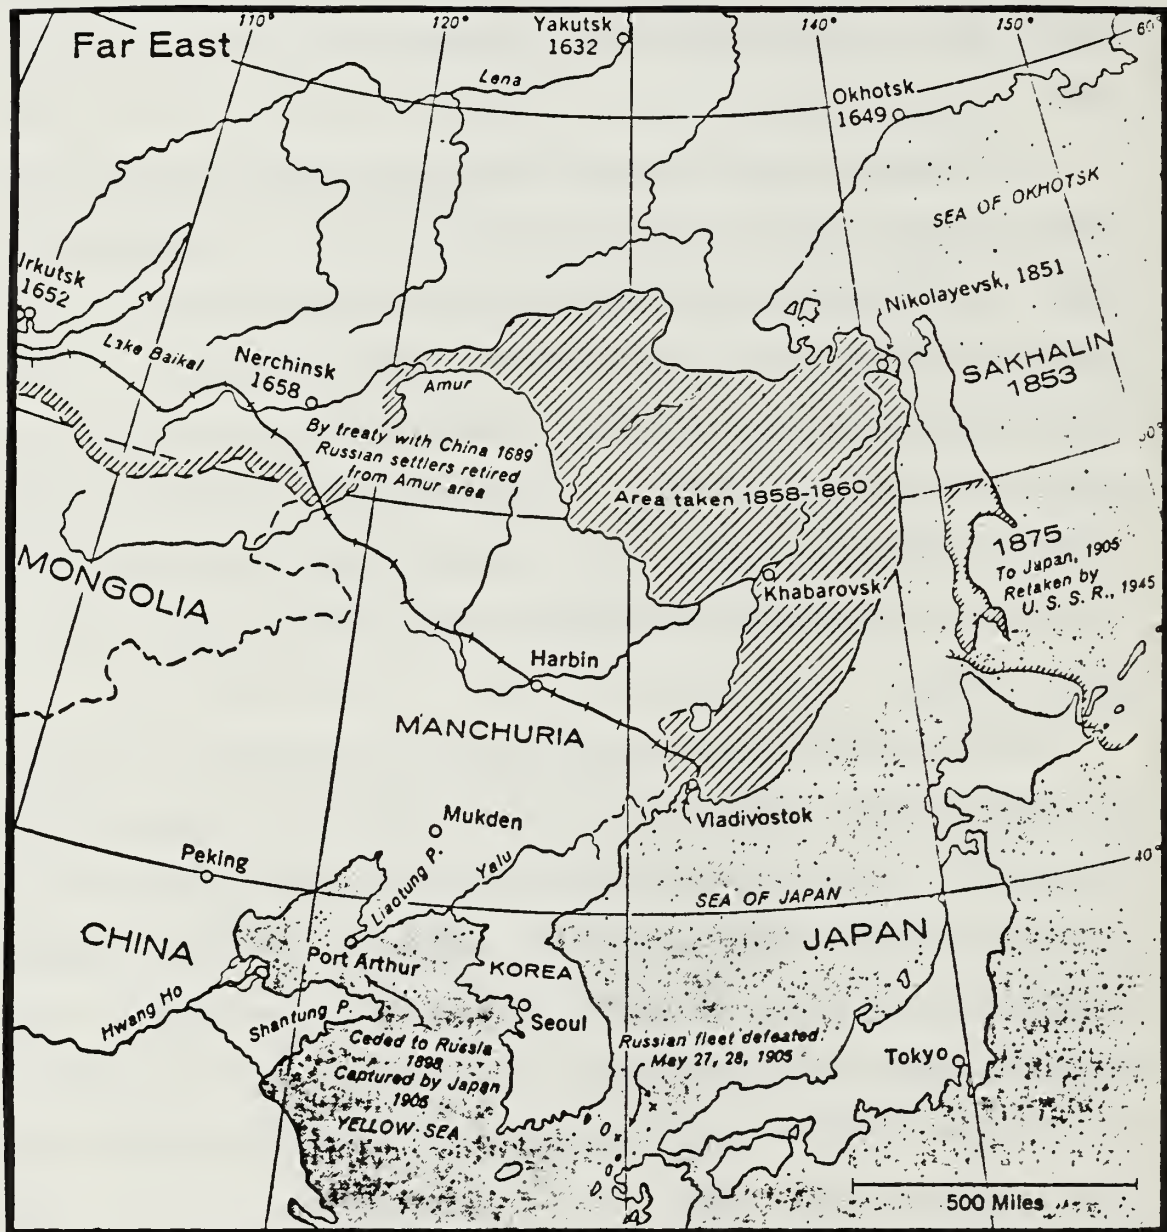 110°
120°
140°
150°
60°
Far East
Yakutsk
1632
Lena
Okhotsk
1649
SEA OF OKHOTSK
Irkutsk
1652
Nikolayevsk, 1851
Lake Baikal
Nerchinsk
1658
Amur
SAKHALIN
1853
By treaty with China 1689
Russian settlers retired
from Amur area
Area taken 1858-1860
1875
To Japan, 1905
Retaken by
U. S. S. R., 1945
MONGOLIA
Khabarovsk
Harbin
MANCHURIA
Mukden
Vladivostok
Peking
Liaotung P.
Yalu
40°
SEA OF JAPAN
CHINA
JAPAN
Port Arthur
KOREA
Hwang Ho
Shantung P.
Seoul
Ceded to Russia
1898
Captured by Japan
Russian fleet defeated.
May 27, 28, 1905
Tokyo
YELLOW SEA
500 Miles